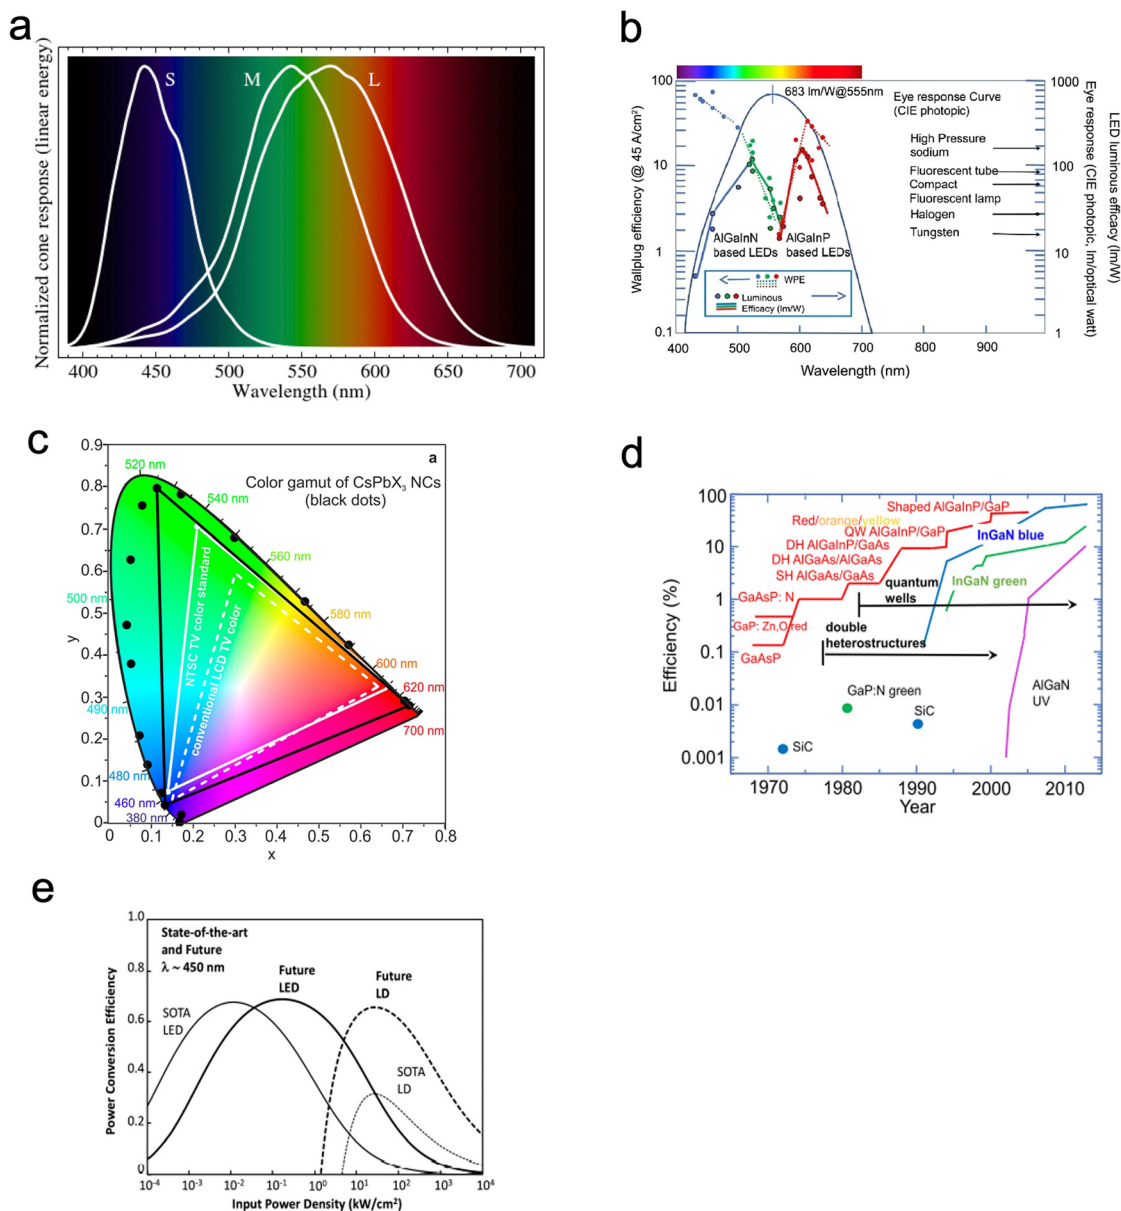 a
Normalized cone response (linear energy)
S
M
L
400
450
500
550
600
650
700
Wavelength (nm)
b
683 lm/W@555nm
Eye response Curve
(CIE photopic)
High Pressure
sodium
Fluorescent tube
Compact
Fluorescent lamp
Halogen
Tungsten
AlGaInN
based LEDs
AlGaInP
based LEDs
WPE
Luminous
Efficacy (lm/W)
Wallplug efficiency (@ 45 A/cm²)
100
10
1
0.1
400
500
600
700
800
900
Wavelength (nm)
1000
100
10
1
Eye response (CIE photopic, lm/optical watt)
LED luminous efficacy (lm/W)
c
a
Color gamut of CsPbX₃ NCs
(black dots)
520 nm
540 nm
560 nm
580 nm
600 nm
620 nm
700 nm
500 nm
490 nm
480 nm
460 nm
380 nm
NTSC TV color standard
conventional LCD TV color
y
0.9
0.8
0.7
0.6
0.5
0.4
0.3
0.2
0.1
0
0
0.1
0.2
0.3
0.4
0.5
0.6
0.7
0.8
x
d
Efficiency (%)
100
10
1
0.1
0.01
0.001
Shaped AlGaInP/GaP
Red/orange/yellow
QW AlGaInP/GaP
DH AlGaInP/GaAs
DH AlGaAs/AlGaAs
SH AlGaAs/GaAs
GaAsP: N
GaP: Zn,O red
GaAsP
InGaN blue
InGaN green
quantum
wells
double
heterostructures
GaP:N green
SiC
SiC
AlGaN
UV
1970
1980
1990
2000
2010
Year
e
State-of-the-art
and Future
λ ~ 450 nm
SOTA
LED
Future
LED
Future
LD
SOTA
LD
Power Conversion Efficiency
1.0
0.8
0.6
0.4
0.2
0
10⁻⁴
10⁻³
10⁻²
10⁻¹
10⁰
10¹
10²
10³
10⁴
Input Power Density (kW/cm²)